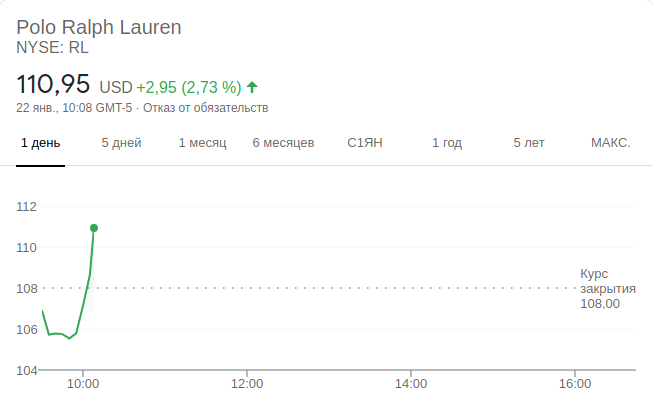 Polo Ralph Lauren
NYSE: RL
110,95 USD +2,95 (2,73 %)
22 янв., 10:08 GMT-5 · Отказ от обязательств
1 день 5 дней 1 месяц 6 месяцев С1ЯН 1 год 5 лет МАКС.
112
110
108
106
104
Курс
закрытия
108,00
10:00 12:00 14:00 16:00